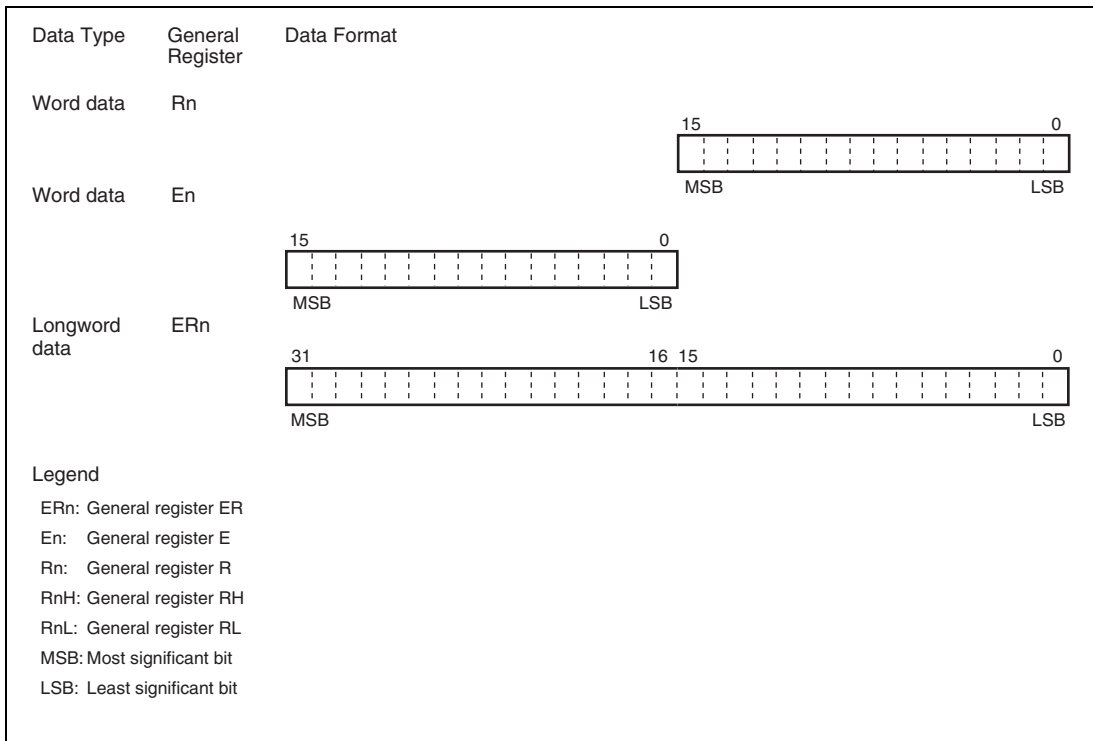 Data Type General Register Data Format
Word data Rn
15 0
MSB LSB
Word data En
15 0
MSB LSB
Longword data ERn
31 16 15 0
MSB LSB
Legend
ERn: General register ER
En: General register E
Rn: General register R
RnH: General register RH
RnL: General register RL
MSB: Most significant bit
LSB: Least significant bit